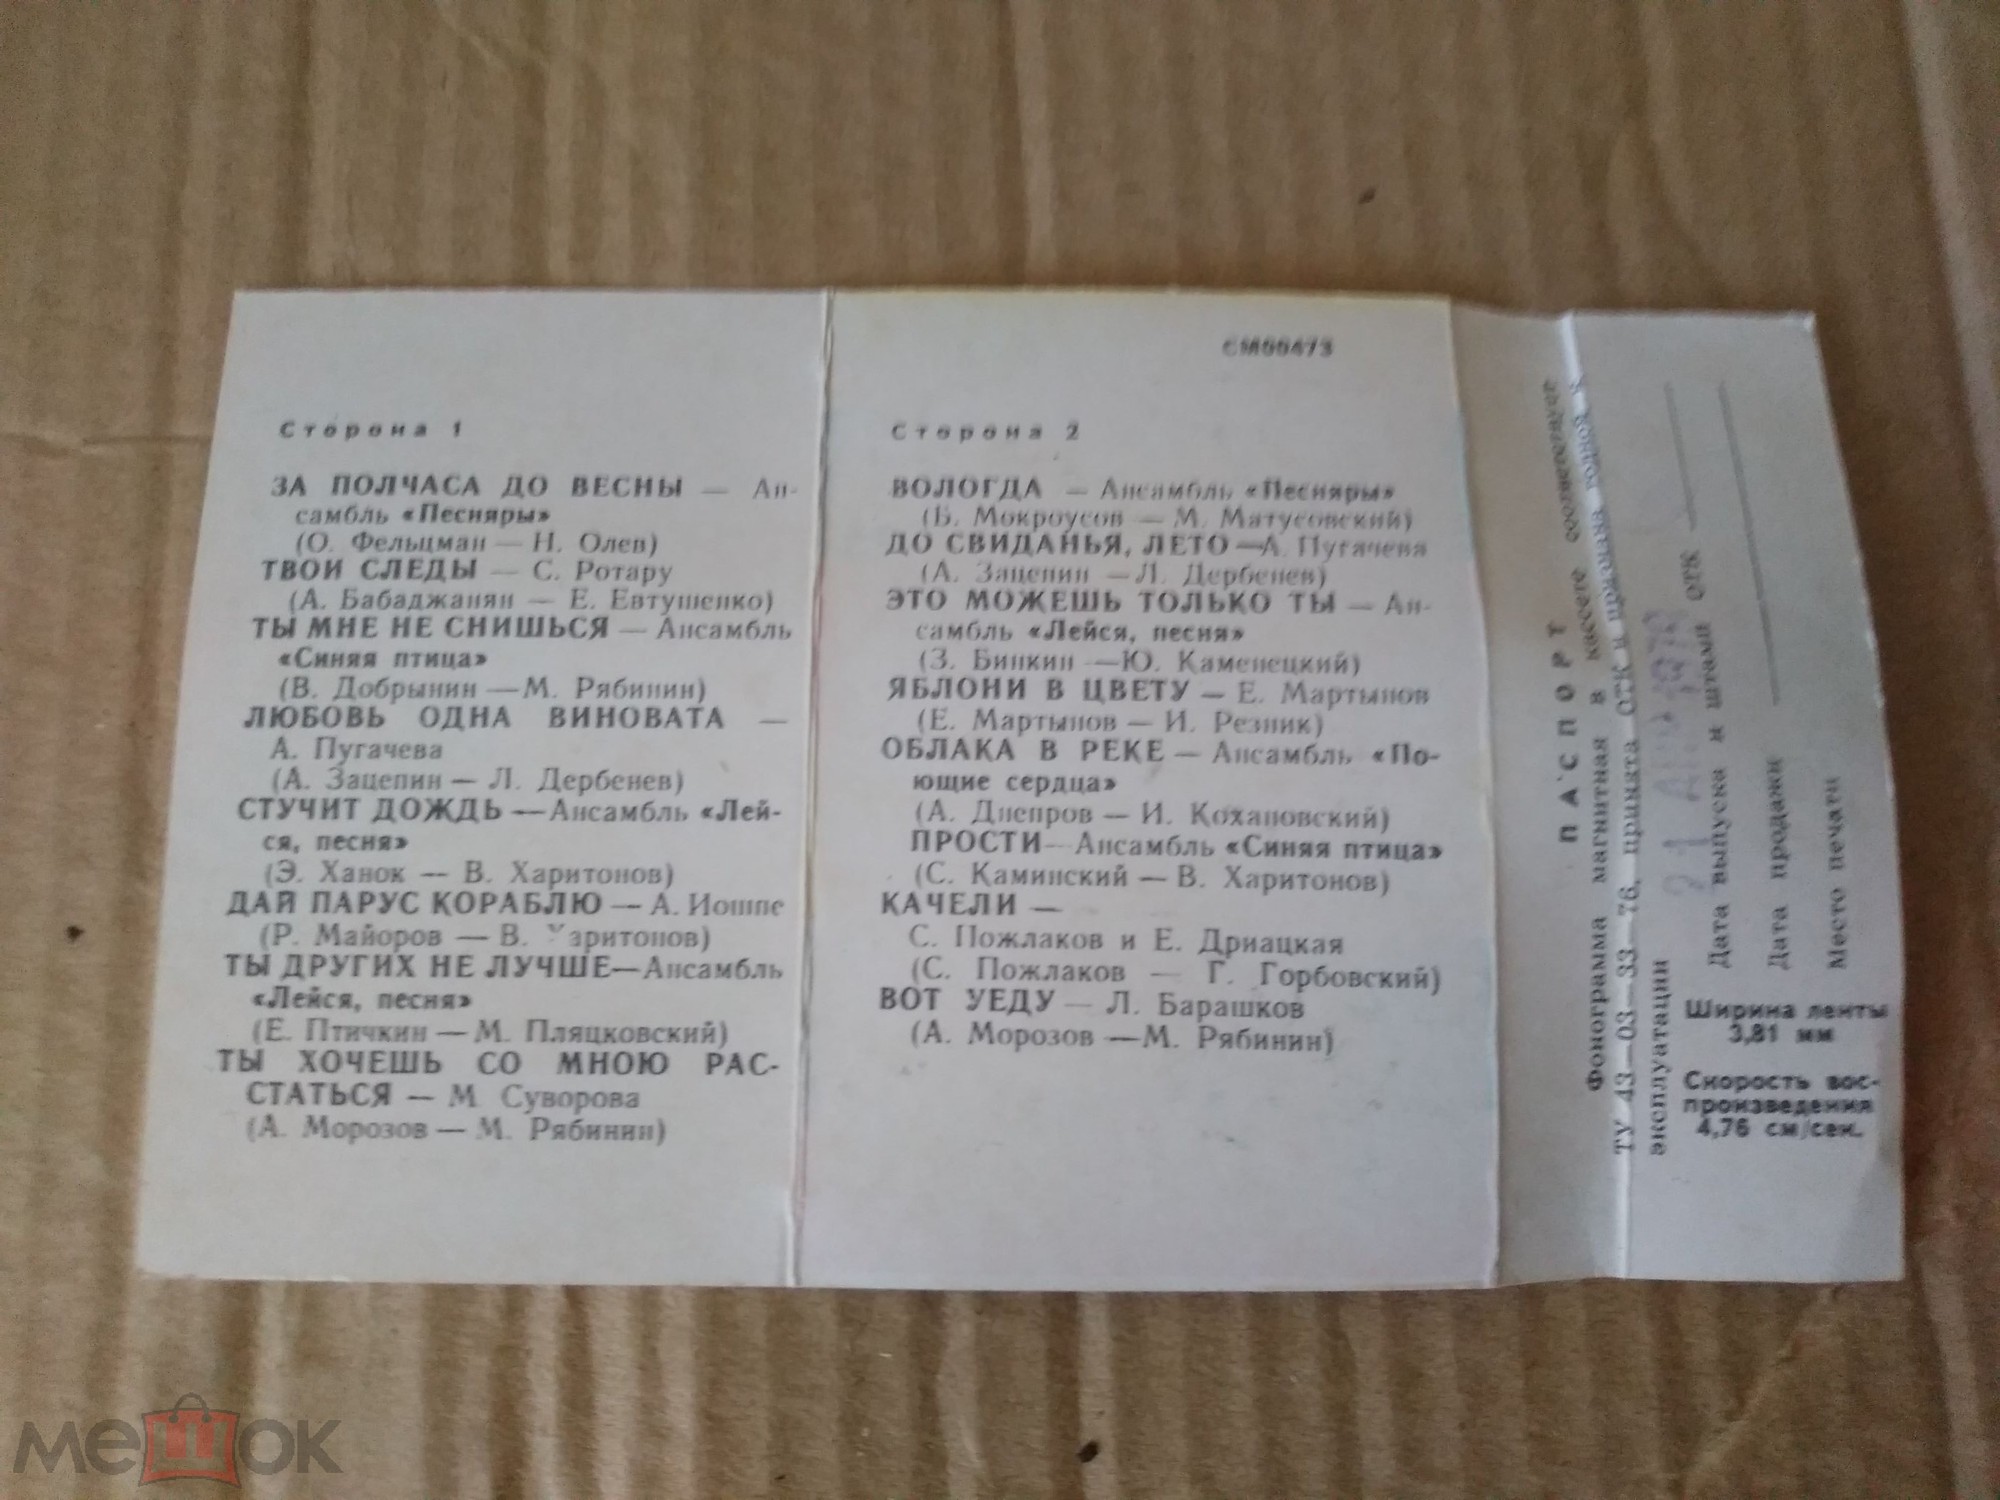 Сторона 1
ЗА ПОЛЧАСА ДО ВЕСНЫ — Ан-
самбль «Песняры»
(О. Фельцман — Н. Олев)
ТВОИ СЛЕДЫ — С. Ротару
(А. Бабаджанян — Е. Евтушенко)
ТЫ МНЕ НЕ СНИШЬСЯ — Ансамбль
«Синяя птица»
(В. Добрынин — М. Рябинин)
ЛЮБОВЬ ОДНА ВИНОВАТА —
А. Пугачева
(А. Зацепин — Л. Дербенев)
СТУЧИТ ДОЖДЬ — Ансамбль «Лей-
ся, песня»
(Э. Ханок — В. Харитонов)
ДАЙ ПАРУС КОРАБЛЮ — А. Иошпе
(Р. Майоров — В. Харитонов)
ТЫ ДРУГИХ НЕ ЛУЧШЕ — Ансамбль
«Лейся, песня»
(Е. Птичкин — М. Пляцковский)
ТЫ ХОЧЕШЬ СО МНОЮ РАС-
СТАТЬСЯ — М Суворова
(А. Морозов — М. Рябинин)
СМ00473
Сторона 2
ВОЛОГДА — Ансамбль «Песняры»
(Б. Мокроусов — М. Матусовский)
ДО СВИДАНЬЯ, ЛЕТО — А. Пугачева
(А. Зацепин — Л. Дербенев)
ЭТО МОЖЕШЬ ТОЛЬКО ТЫ — Ан-
самбль «Лейся, песня»
(З. Бинкин — Ю. Каменецкий)
ЯБЛОНИ В ЦВЕТУ — Е. Мартынов
(Е. Мартынов — И. Резник)
ОБЛАКА В РЕКЕ — Ансамбль «По-
ющие сердца»
(А. Днепров — И. Кохановский)
ПРОСТИ — Ансамбль «Синяя птица»
(С. Каминский — В. Харитонов)
КАЧЕЛИ —
С. Пожлаков и Е. Дриацкая
(С. Пожлаков — Г. Горбовский)
ВОТ УЕДУ — Л. Барашков
(А. Морозов — М. Рябинин)
ПАСПОРТ
Фонограмма магнитная в кассете соответствует
ТУ 43—03—33—76, принята ОТК и признана годной к
эксплуатации
Дата выпуска и штамп ОТК
Дата продажи
Место печати
Ширина ленты
3,81 мм
Скорость вос-
произведения
4,76 см/сек.
мешок